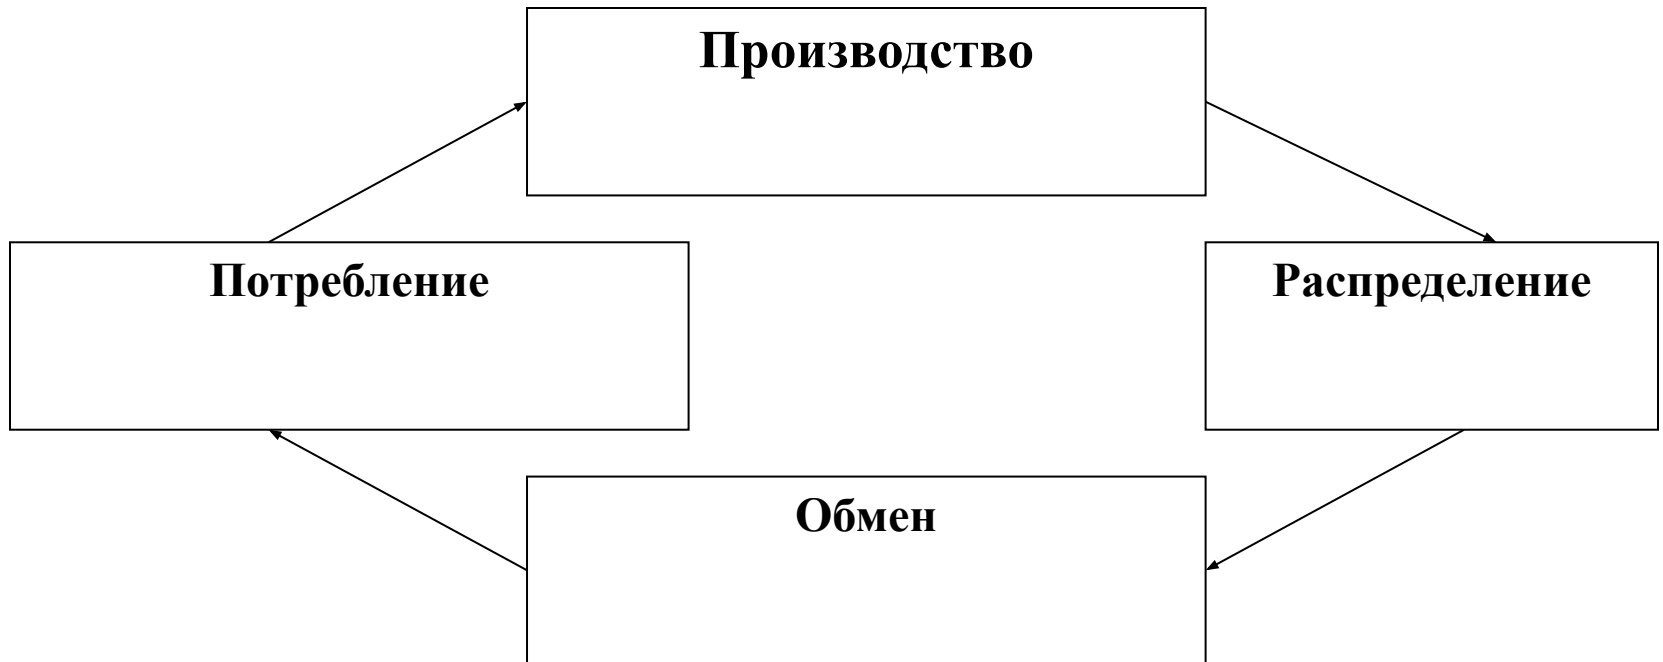 Производство
Потребление
Распределение
Обмен